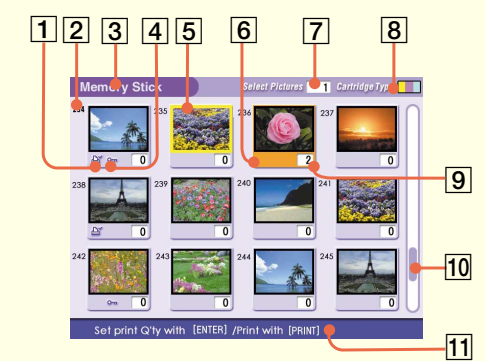 1 2 3 4 5 6 7 8
Memory Stick Select Pictures 1 Cartridge Type
234 235 236 237
0 0 2 0
9
238 239 240 241
0 0 0 0
10
242 243 244 245
0 0 0 0
Set print Q'ty with [ENTER] /Print with [PRINT]
11